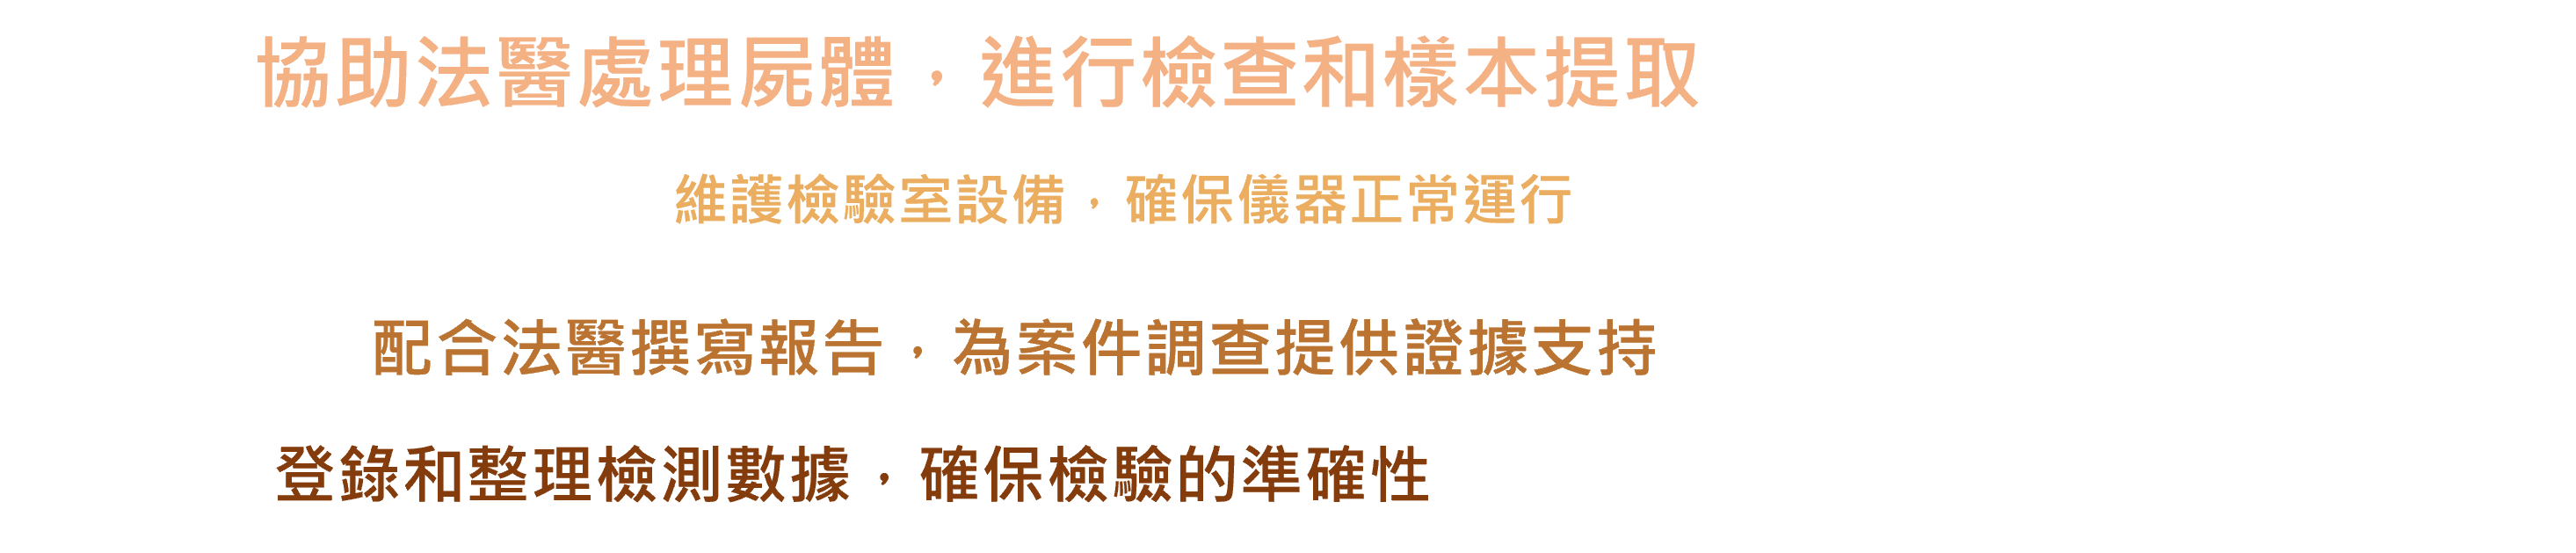 協助法醫處理屍體，進行檢查和樣本提取
維護檢驗室設備，確保儀器正常運行
配合法醫撰寫報告，為案件調查提供證據支持
登錄和整理檢測數據，確保檢驗的準確性